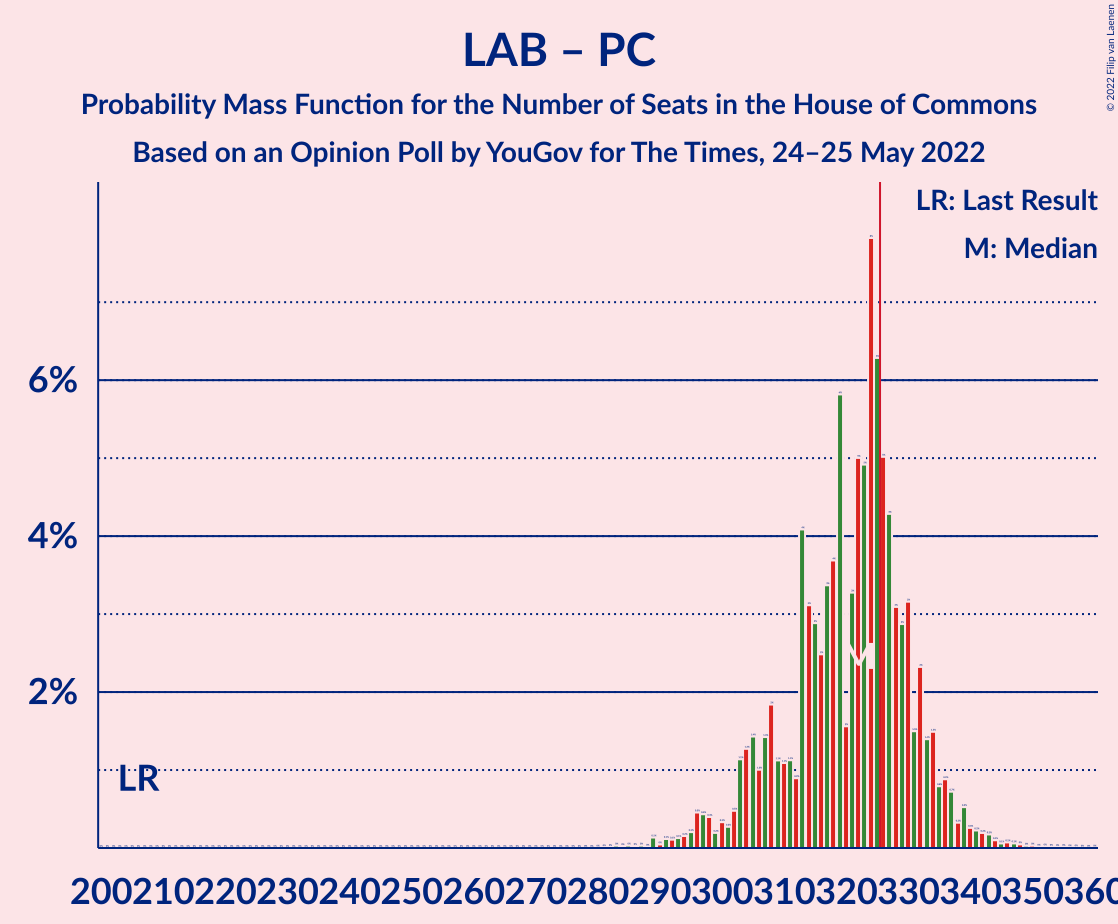 LAB – PC
Probability Mass Function for the Number of Seats in the House of Commons
Based on an Opinion Poll by YouGov for The Times, 24–25 May 2022
© 2022 Filip van Laenen
LR: Last Result
M: Median
6%
4%
2%
LR
M
200 210 220 230 240 250 260 270 280 290 300 310 320 330 340 350 360